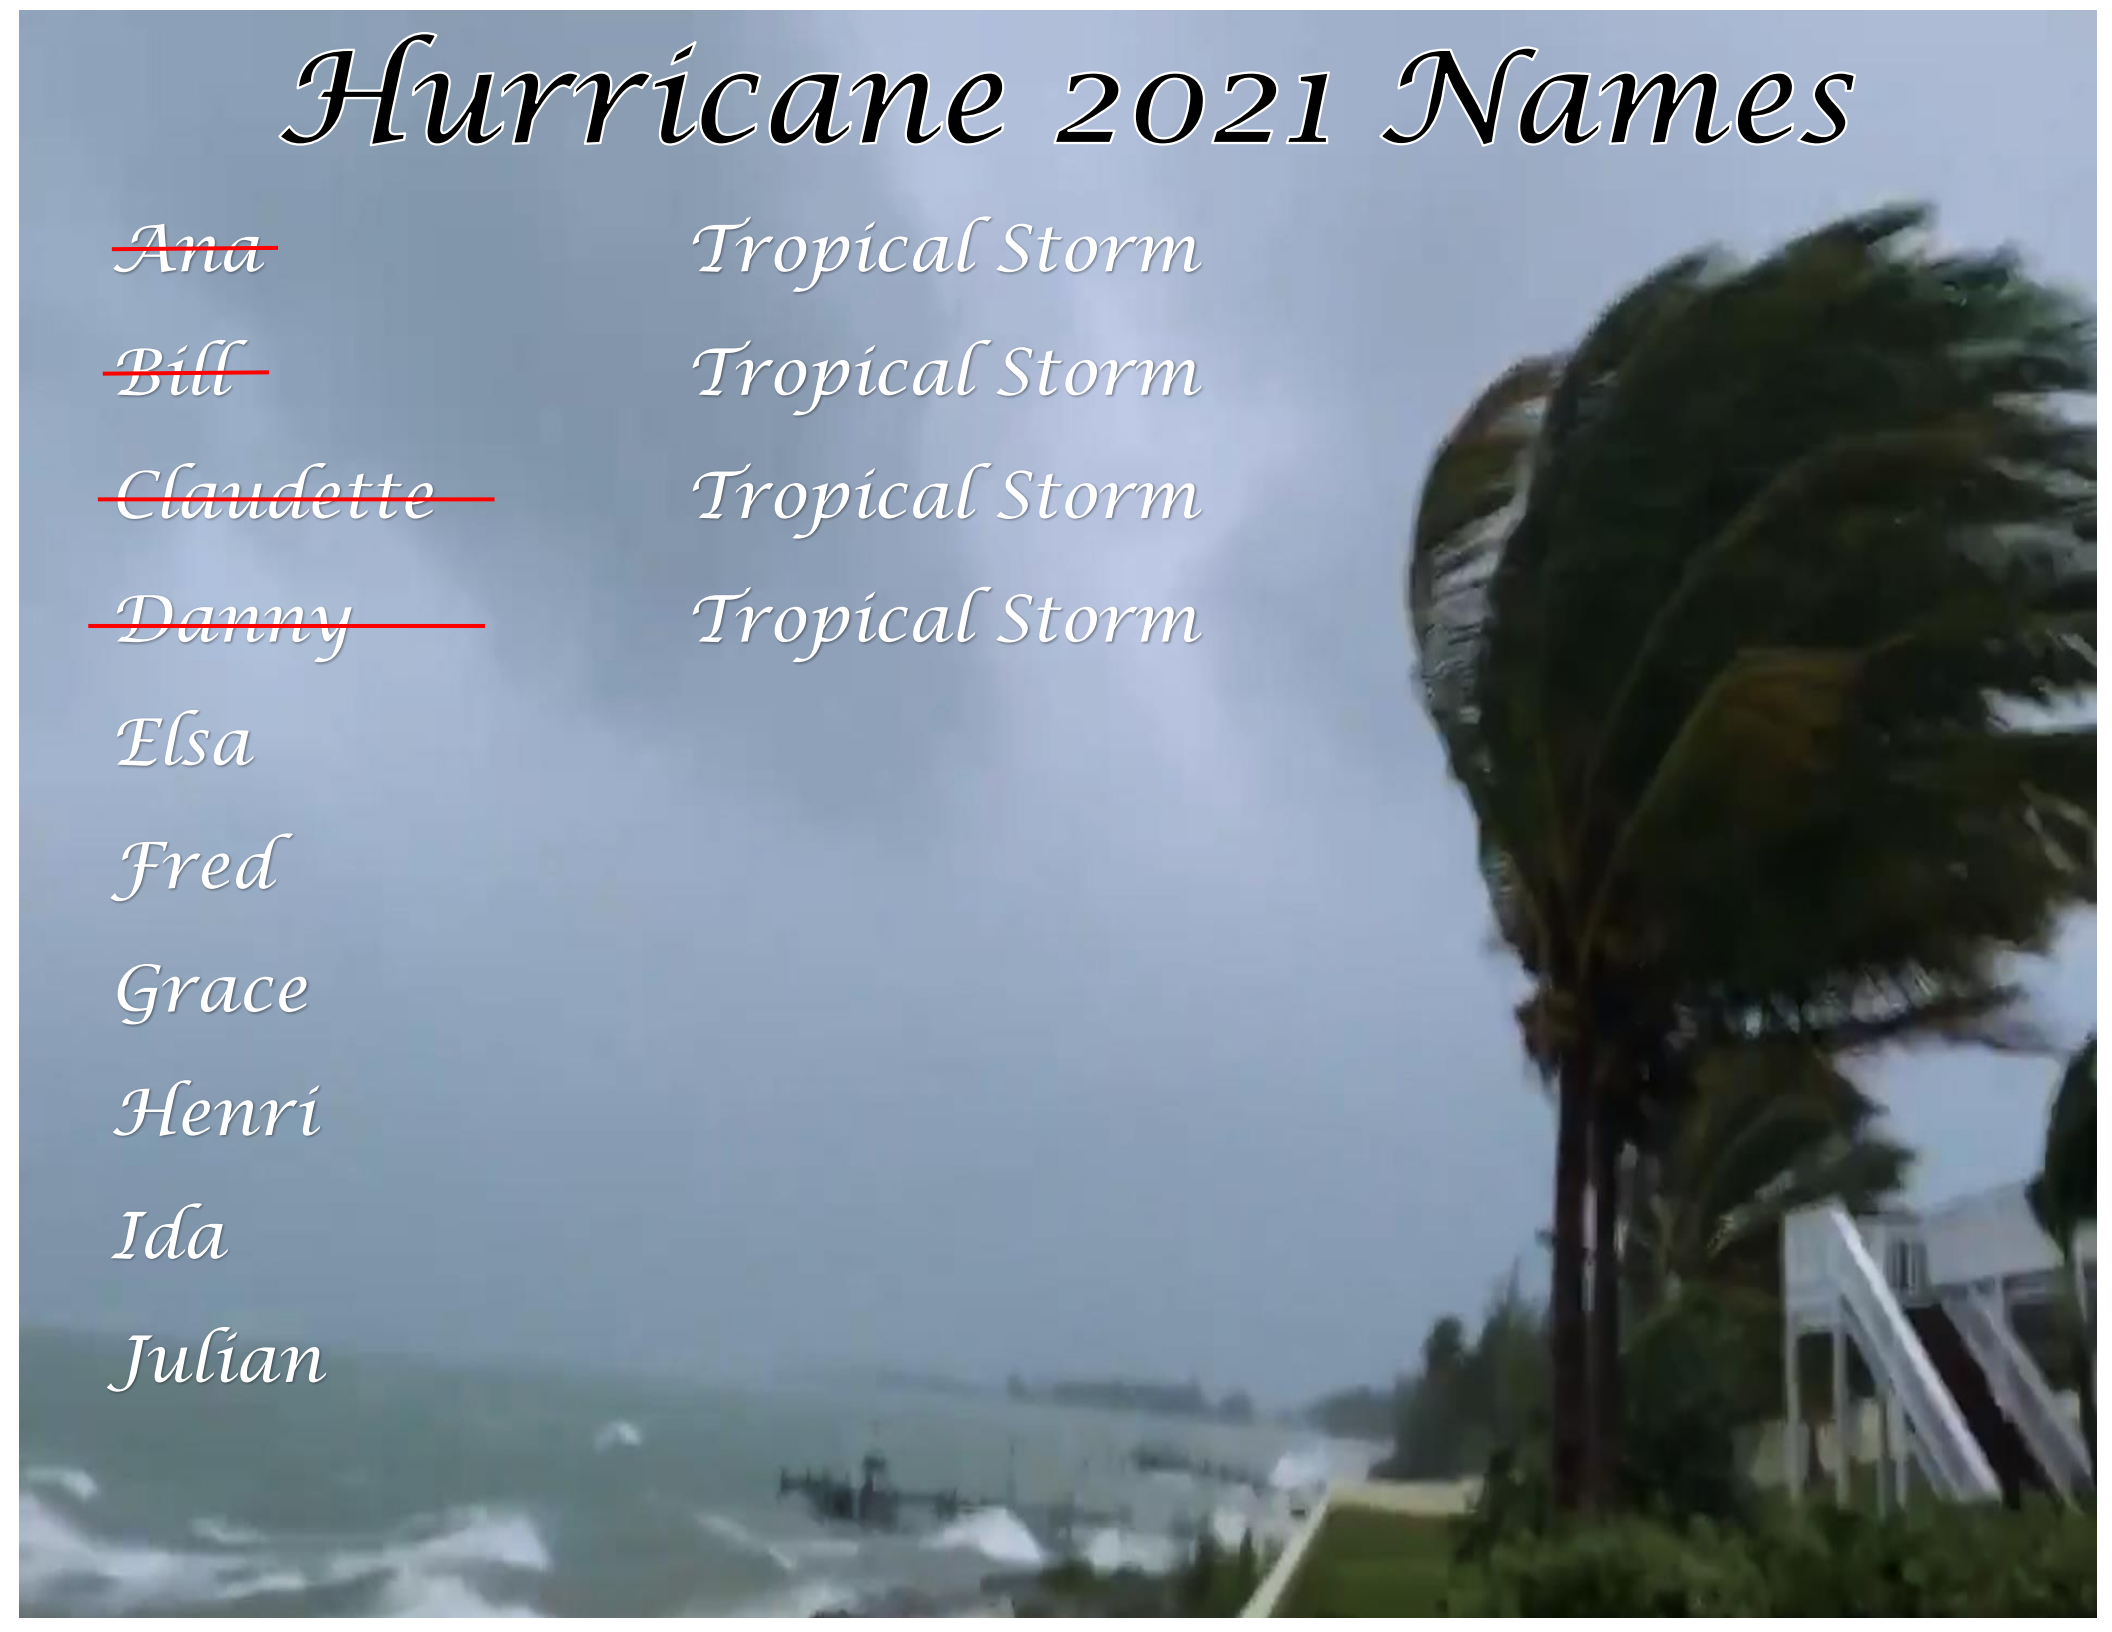 Hurricane 2021 Names
Ana Tropical Storm
Bill Tropical Storm
Claudette Tropical Storm
Danny Tropical Storm
Elsa
Fred
Grace
Henri
Ida
Julian